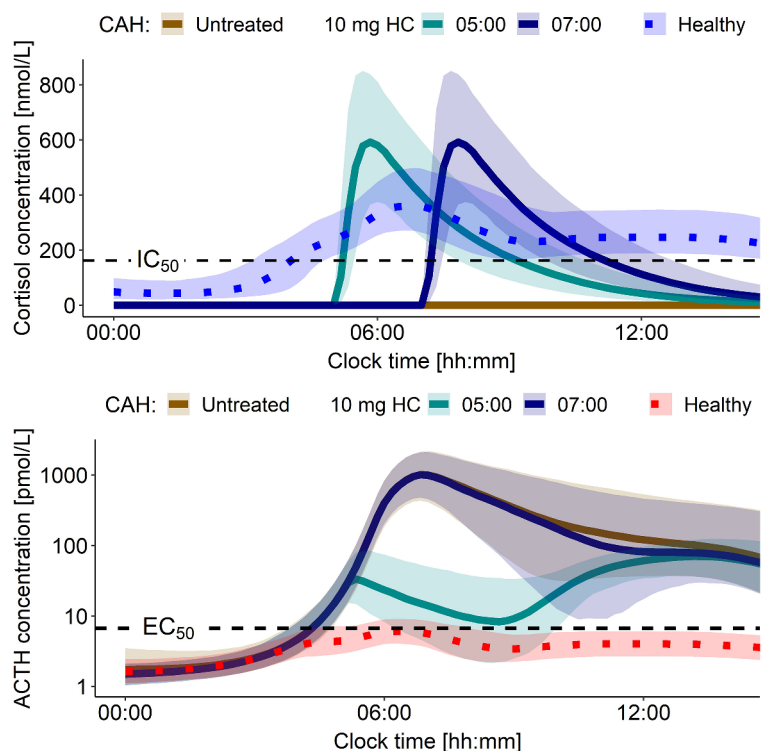 CAH: Untreated 10 mg HC 05:00 07:00 Healthy
Cortisol concentration [nmol/L]
800
600
400
200
0
IC50
00:00 06:00 12:00
Clock time [hh:mm]
CAH: Untreated 10 mg HC 05:00 07:00 Healthy
ACTH concentration [pmol/L]
1000
100
10
1
EC50
00:00 06:00 12:00
Clock time [hh:mm]